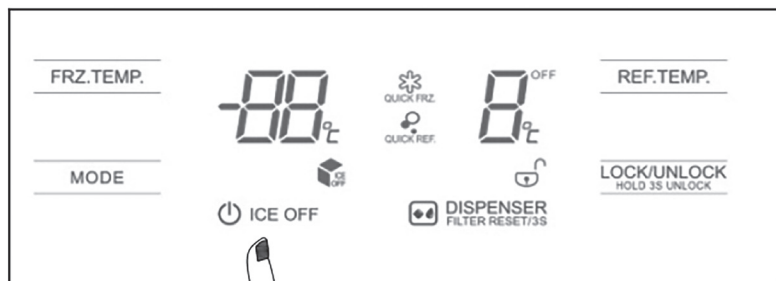 FRZ.TEMP.
-88°C
QUICK FRZ.
QUICK REF.
8°C
OFF
REF.TEMP.
MODE
ICE OFF
LOCK/UNLOCK
HOLD 3S UNLOCK
ICE OFF
DISPENSER
FILTER RESET/3S